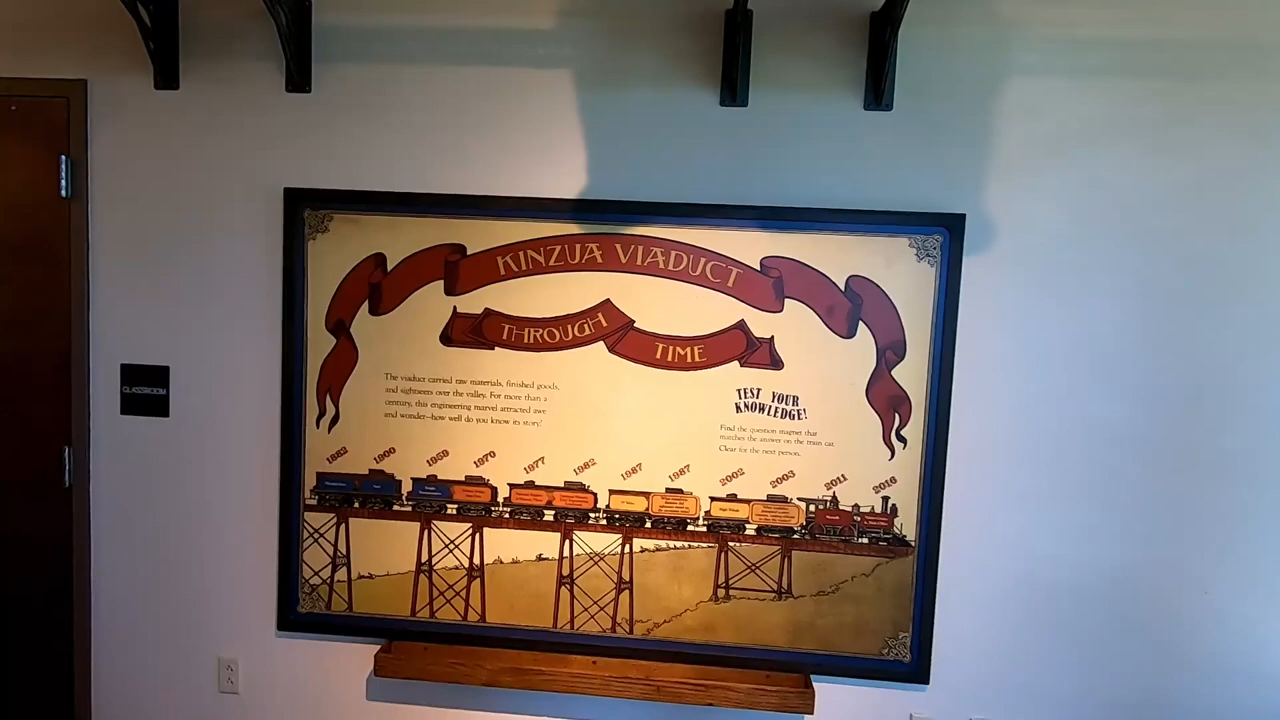 KINZUA VIADUCT
THROUGH
TIME
The viaduct carried raw materials, finished goods,
and sightseers over the valley. For more than a
century, this engineering marvel attracted awe
and wonder—how well do you know its story?
TEST YOUR
KNOWLEDGE!
Find the question magnet that
matches the answer on the train car.
Clear for the next person.
CLASSROOM
1882 1900 1959 1970 1977 1982 1987 1987 2002 2003 2011 2016
High Winds